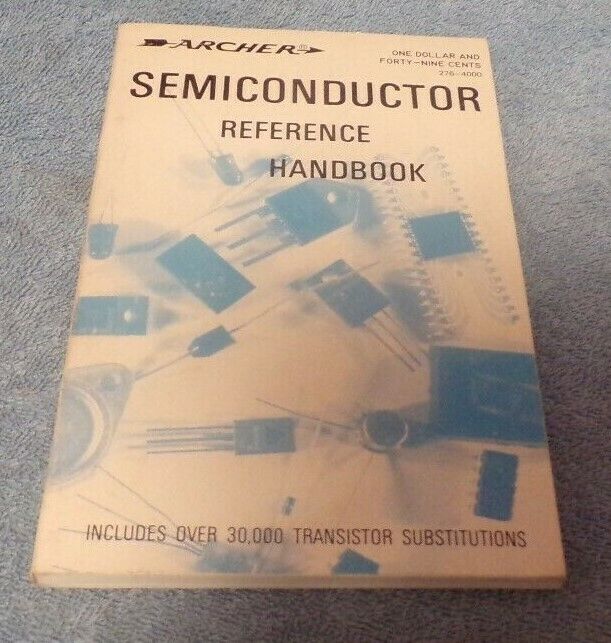 ARCHER
ONE DOLLAR AND
FORTY-NINE CENTS
276-4000
SEMICONDUCTOR
REFERENCE
HANDBOOK
INCLUDES OVER 30,000 TRANSISTOR SUBSTITUTIONS